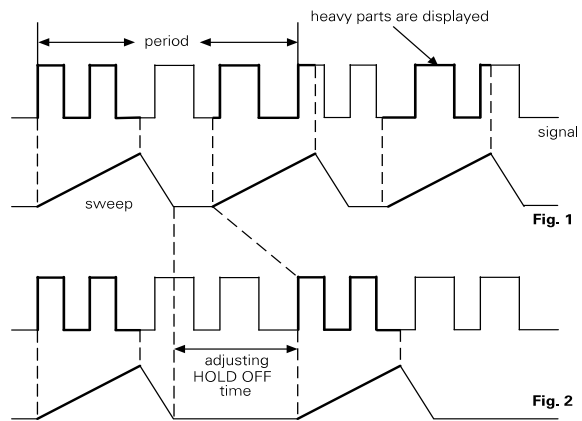 heavy parts are displayed
period
signal
sweep
Fig. 1
adjusting
HOLD OFF
time
Fig. 2